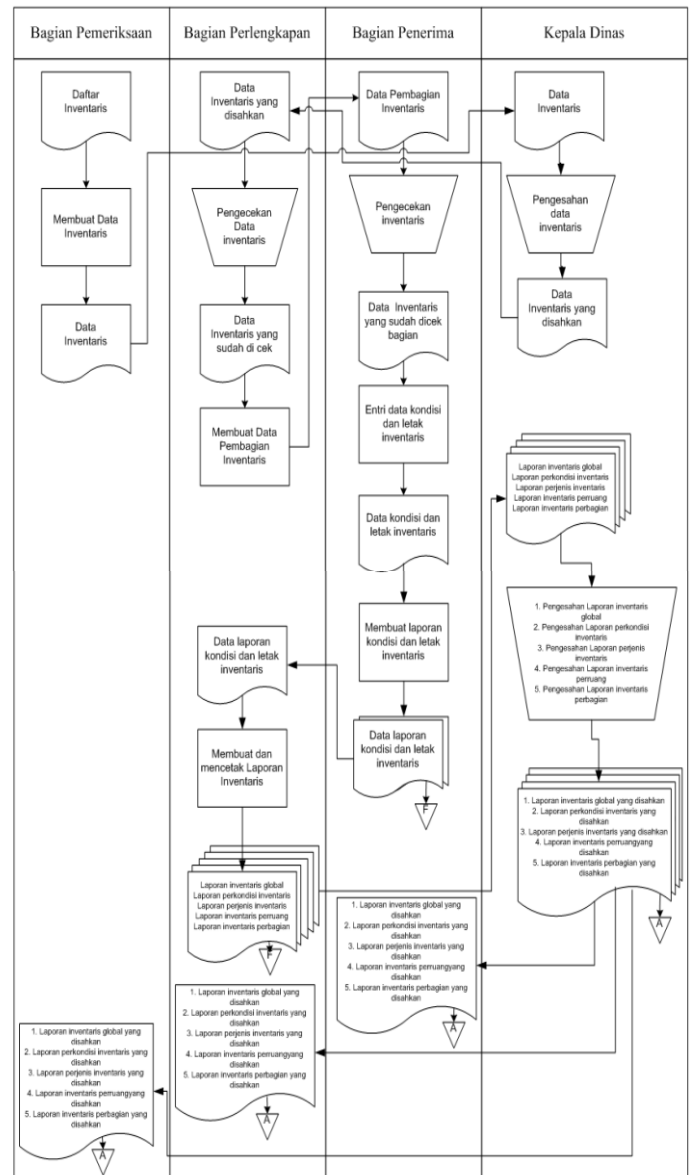 Bagian Pemeriksaan
Bagian Perlengkapan
Bagian Penerima
Kepala Dinas
Daftar
Inventaris
Membuat Data
Inventaris
Data
Inventaris
1. Laporan inventaris global yang
disahkan
2. Laporan perkondisi inventaris yang
disahkan
3. Laporan perjenis inventaris yang
disahkan
4. Laporan inventaris perruangyang
disahkan
5. Laporan inventaris perbagian yang
disahkan
A
Data
Inventaris yang
disahkan
Pengecekan
Data
inventaris
Data
Inventaris yang
sudah di cek
Membuat Data
Pembagian
Inventaris
Data laporan
kondisi dan letak
inventaris
Membuat dan
mencetak Laporan
Inventaris
Laporan inventaris global
Laporan perkondisi inventaris
Laporan perjenis inventaris
Laporan inventaris perruang
Laporan inventaris perbagian
F
1. Laporan inventaris global yang
disahkan
2. Laporan perkondisi inventaris yang
disahkan
3. Laporan perjenis inventaris yang
disahkan
4. Laporan inventaris perruangyang
disahkan
5. Laporan inventaris perbagian yang disahkan
A
Data Pembagian
Inventaris
Pengecekan
inventaris
Data Inventaris
yang sudah dicek
bagian
Entri data kondisi
dan letak
inventaris
Data kondisi dan
letak inventaris
Membuat laporan
kondisi dan letak
inventaris
Data laporan
kondisi dan letak
inventaris
F
1. Laporan inventaris global yang
disahkan
2. Laporan perkondisi inventaris yang
disahkan
3. Laporan perjenis inventaris yang
disahkan
4. Laporan inventaris perruangyang
disahkan
5. Laporan inventaris perbagian yang
disahkan
A
Data
Inventaris
Pengesahan
data
inventaris
Data
Inventaris yang
disahkan
Laporan inventaris global
Laporan perkondisi inventaris
Laporan perjenis inventaris
Laporan inventaris perruang
Laporan inventaris perbagian
1. Pengesahan Laporan inventaris
global
2. Pengesahan Laporan perkondisi
inventaris
3. Pengesahan Laporan perjenis
inventaris
4. Pengesahan Laporan inventaris
perruang
5. Pengesahan Laporan inventaris
perbagian
1. Laporan inventaris global yang disahkan
2. Laporan perkondisi inventaris yang
disahkan
3. Laporan perjenis inventaris yang disahkan
4. Laporan inventaris perruangyang
disahkan
5. Laporan inventaris perbagian yang
disahkan
A